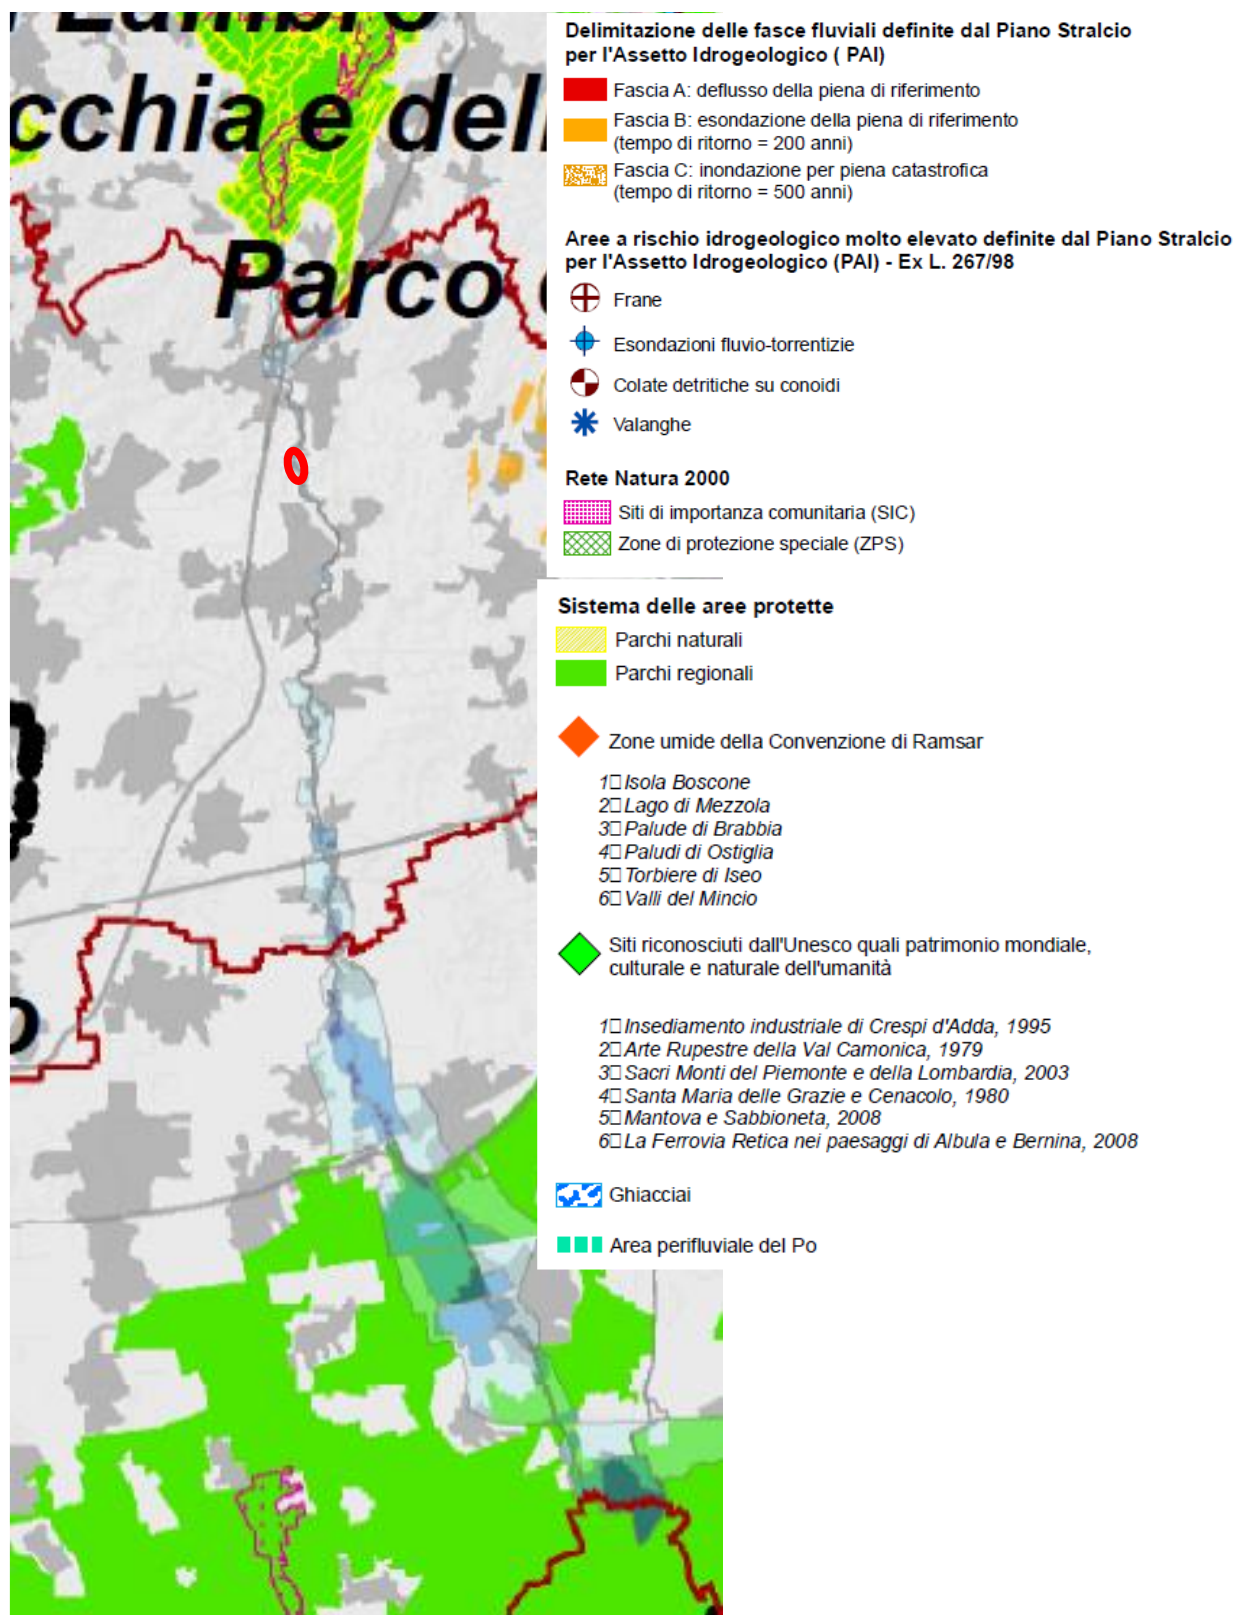 Lambro
cchia e dell
Parco
Delimitazione delle fasce fluviali definite dal Piano Stralcio
per l'Assetto Idrogeologico ( PAI)
Fascia A: deflusso della piena di riferimento
Fascia B: esondazione della piena di riferimento
(tempo di ritorno = 200 anni)
Fascia C: inondazione per piena catastrofica
(tempo di ritorno = 500 anni)
Aree a rischio idrogeologico molto elevato definite dal Piano Stralcio
per l'Assetto Idrogeologico (PAI) - Ex L. 267/98
Frane
Esondazioni fluvio-torrentizie
Colate detritiche su conoidi
Valanghe
Rete Natura 2000
Siti di importanza comunitaria (SIC)
Zone di protezione speciale (ZPS)
Sistema delle aree protette
Parchi naturali
Parchi regionali
Zone umide della Convenzione di Ramsar
1□Isola Boscone
2□Lago di Mezzola
3□Palude di Brabbia
4□Paludi di Ostiglia
5□Torbiere di Iseo
6□Valli del Mincio
Siti riconosciuti dall'Unesco quali patrimonio mondiale,
culturale e naturale dell'umanità
1□Insediamento industriale di Crespi d'Adda, 1995
2□Arte Rupestre della Val Camonica, 1979
3□Sacri Monti del Piemonte e della Lombardia, 2003
4□Santa Maria delle Grazie e Cenacolo, 1980
5□Mantova e Sabbioneta, 2008
6□La Ferrovia Retica nei paesaggi di Albula e Bernina, 2008
Ghiacciai
Area perifluviale del Po